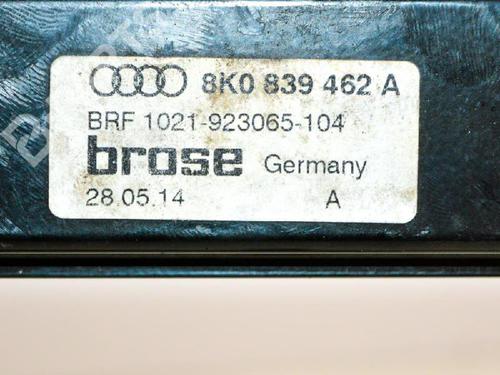 8K0 839 462 A
BRF 1021-923065-104
brose Germany
28.05.14 A